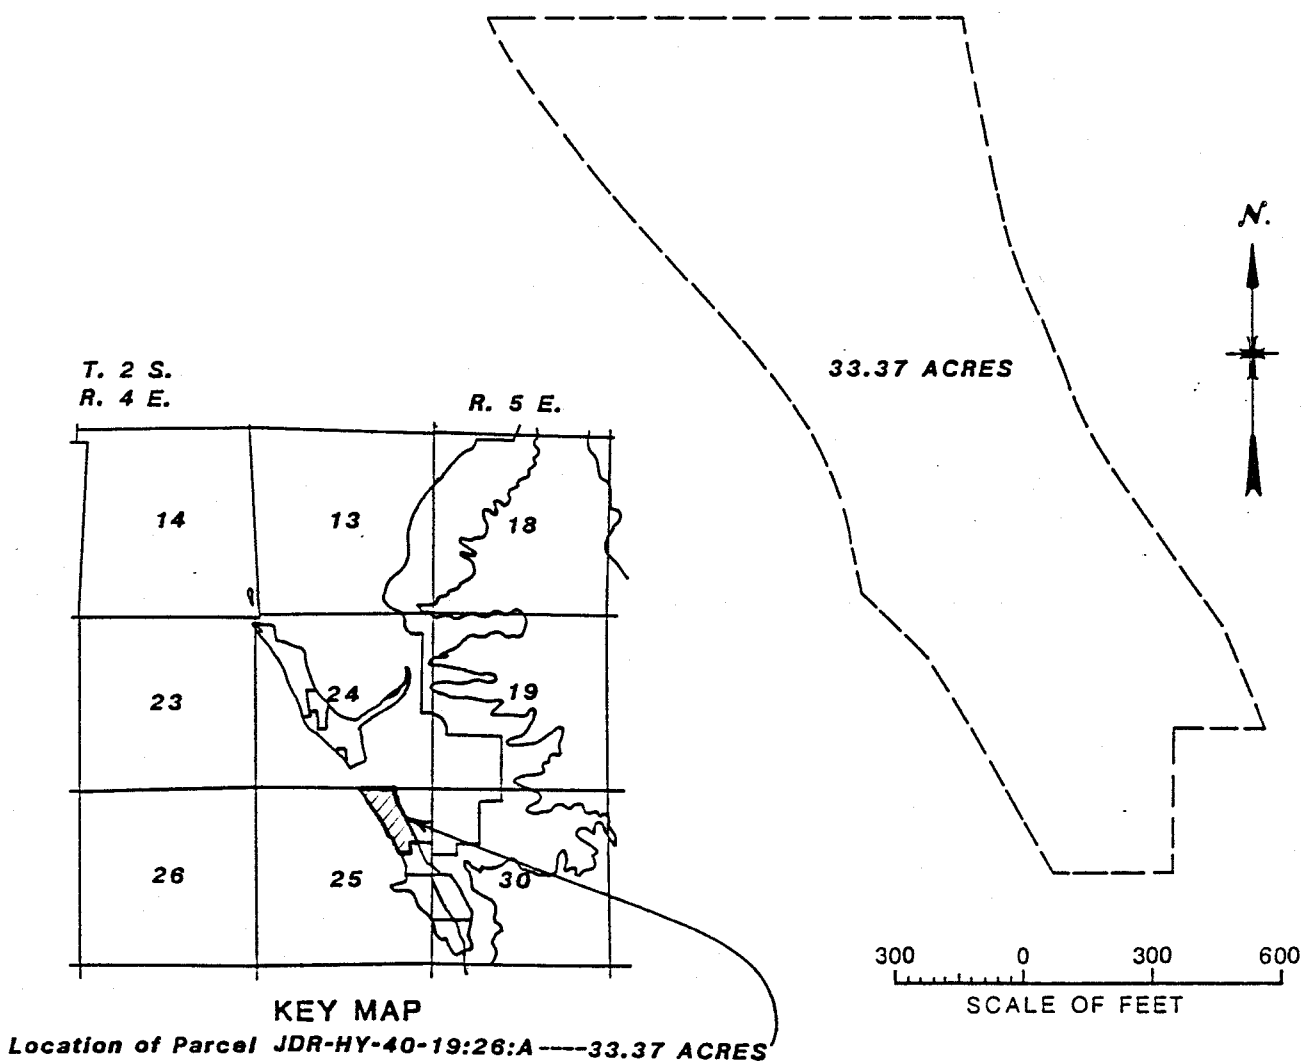 N.
33.37 ACRES
T. 2 S.
R. 4 E.
R. 5 E.
14 13 18
23 24 19
26 25 30
300 0 300 600
SCALE OF FEET
KEY MAP
Location of Parcel JDR-HY-40-19:26:A----33.37 ACRES